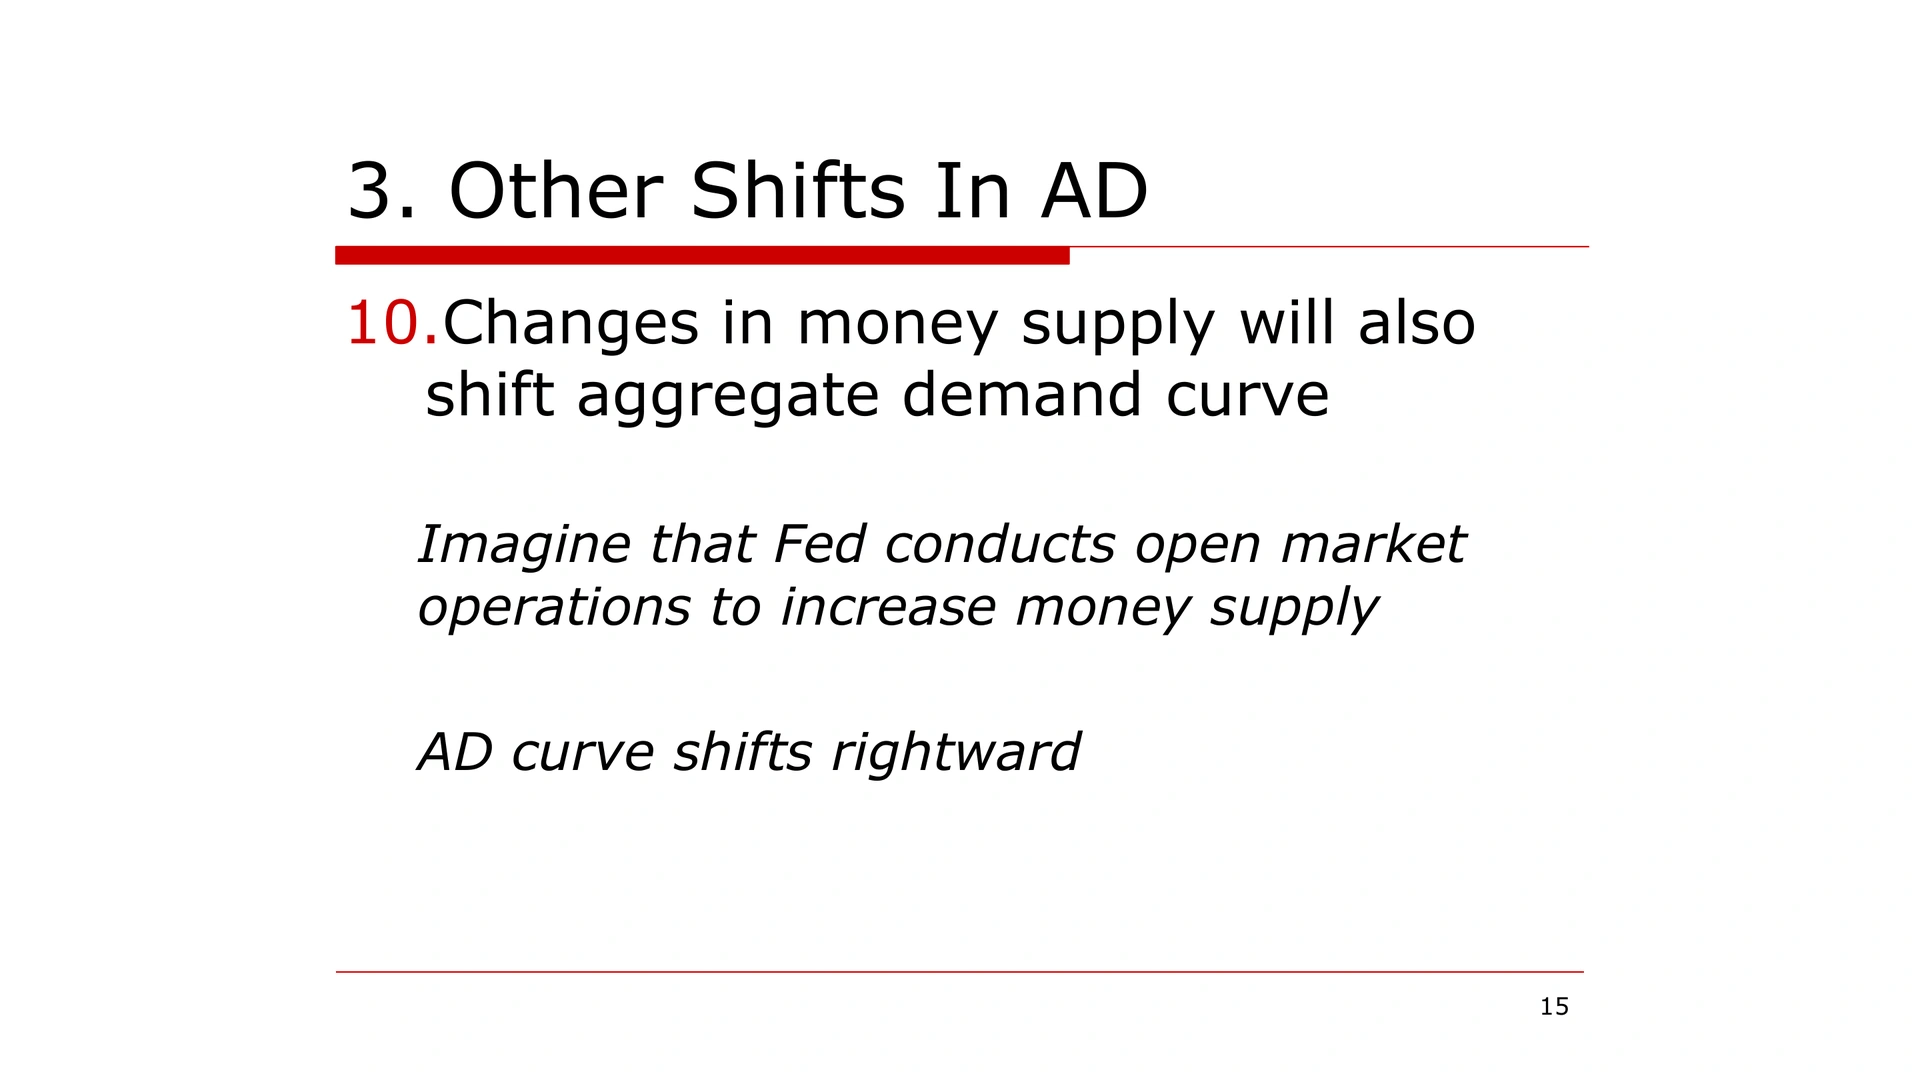 3. Other Shifts In AD
10.Changes in money supply will also
shift aggregate demand curve
Imagine that Fed conducts open market
operations to increase money supply
AD curve shifts rightward
15